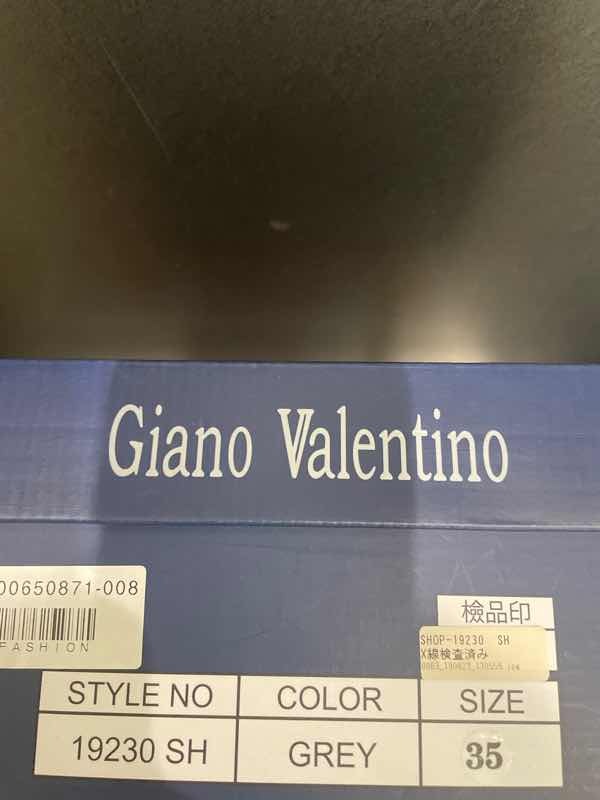 Giano Valentino
00650871-008
FASHION
檢品印
SHOP-19230 SH
X線検査済み
STYLE NO COLOR SIZE
19230 SH GREY 35